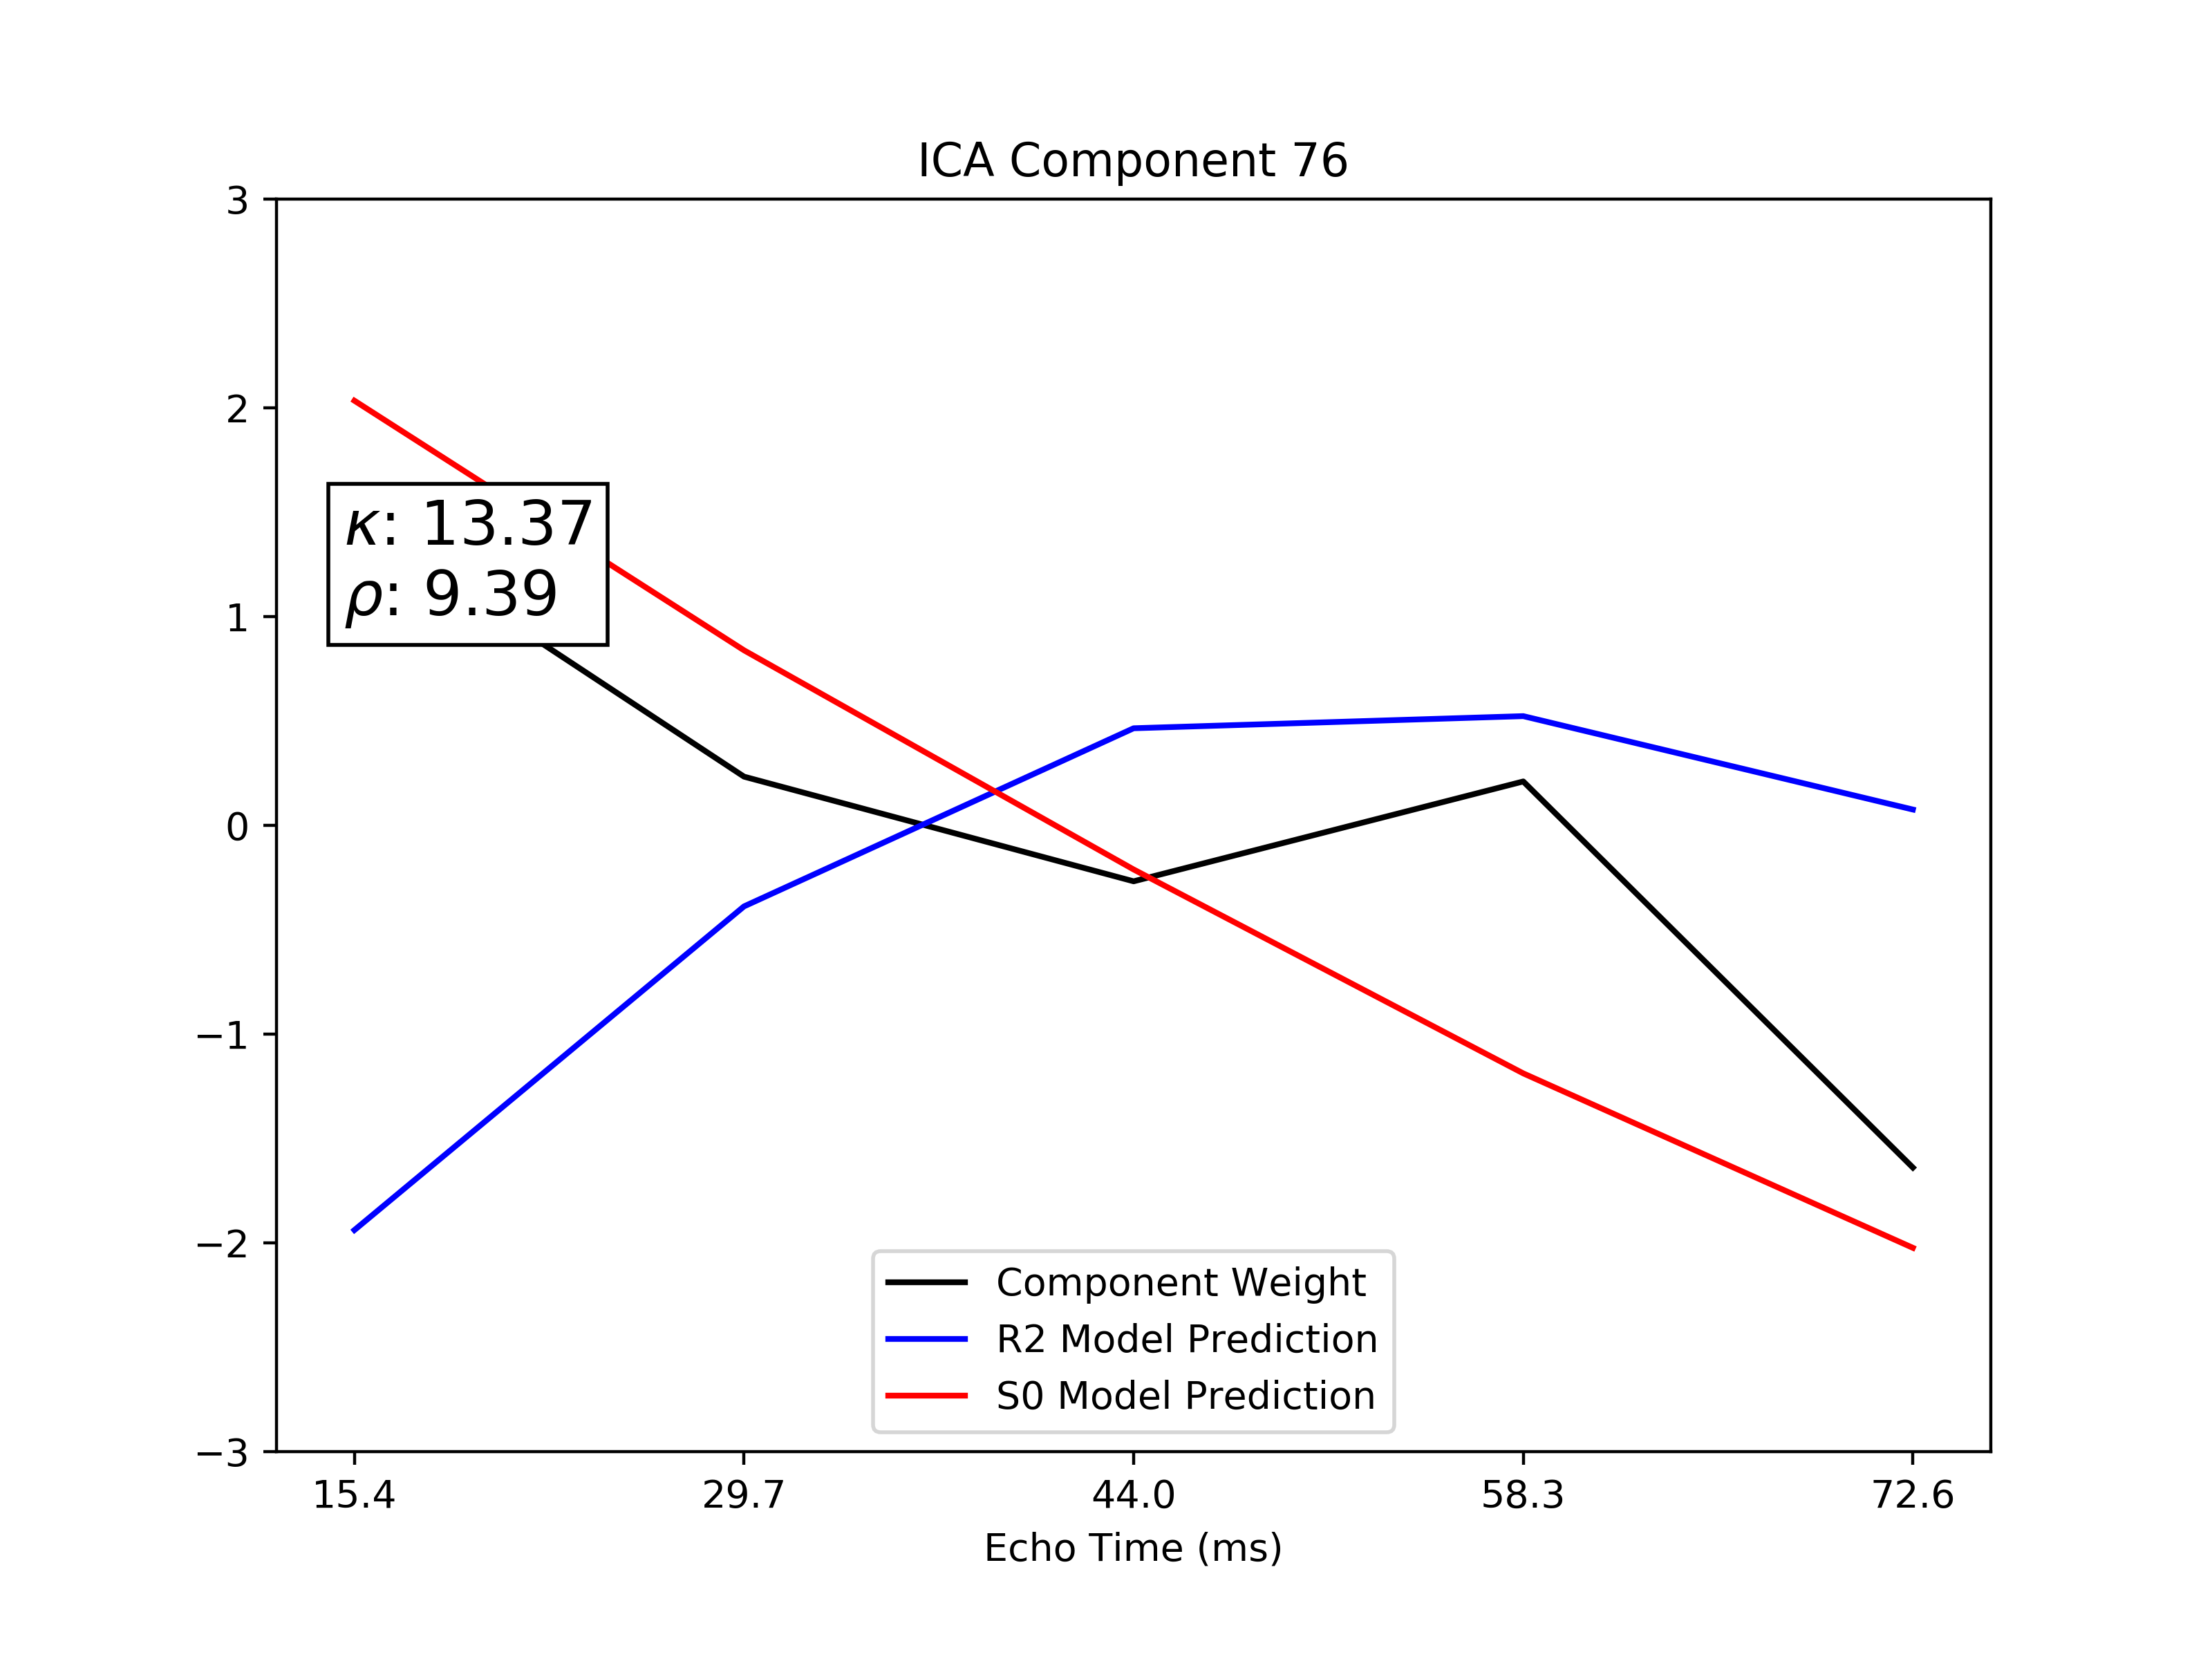 ICA Component 76
3
2
1
0
−1
−2
−3
κ: 13.37
ρ: 9.39
Component Weight
R2 Model Prediction
S0 Model Prediction
15.4 29.7 44.0 58.3 72.6
Echo Time (ms)